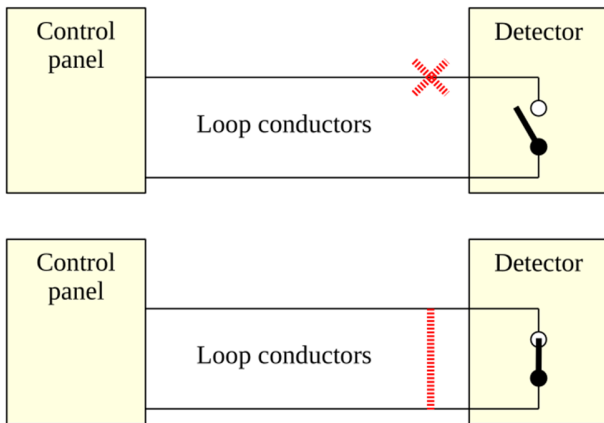 Control
panel
Detector
Loop conductors
Control
panel
Detector
Loop conductors